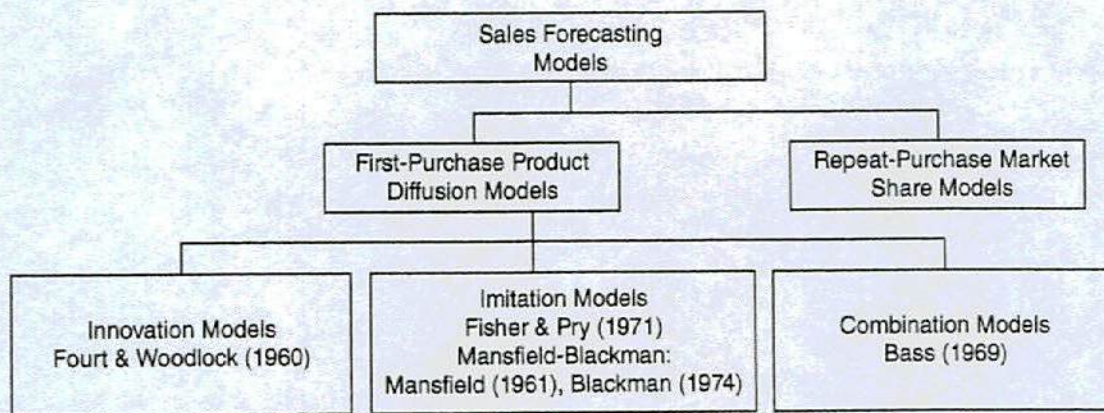 Sales Forecasting
Models
First-Purchase Product
Diffusion Models
Repeat-Purchase Market
Share Models
Innovation Models
Fourt & Woodlock (1960)
Imitation Models
Fisher & Pry (1971)
Mansfield-Blackman:
Mansfield (1961), Blackman (1974)
Combination Models
Bass (1969)